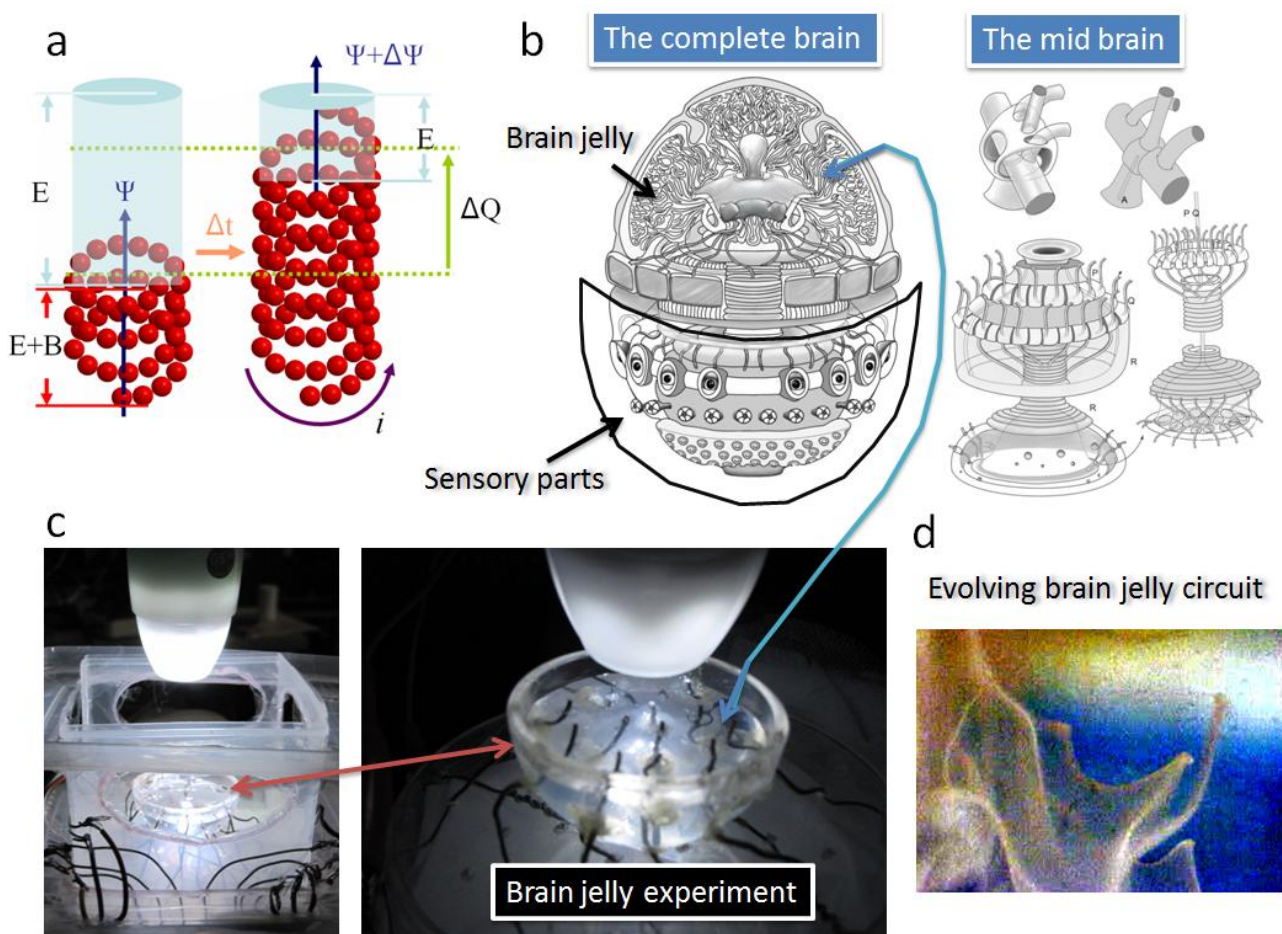 a
Ψ+ΔΨ
E
E
Ψ
Δt
ΔQ
E+B
i
b
The complete brain
The mid brain
Brain jelly
Sensory parts
A
P Q
P
Q
R
R
c
Brain jelly experiment
d
Evolving brain jelly circuit